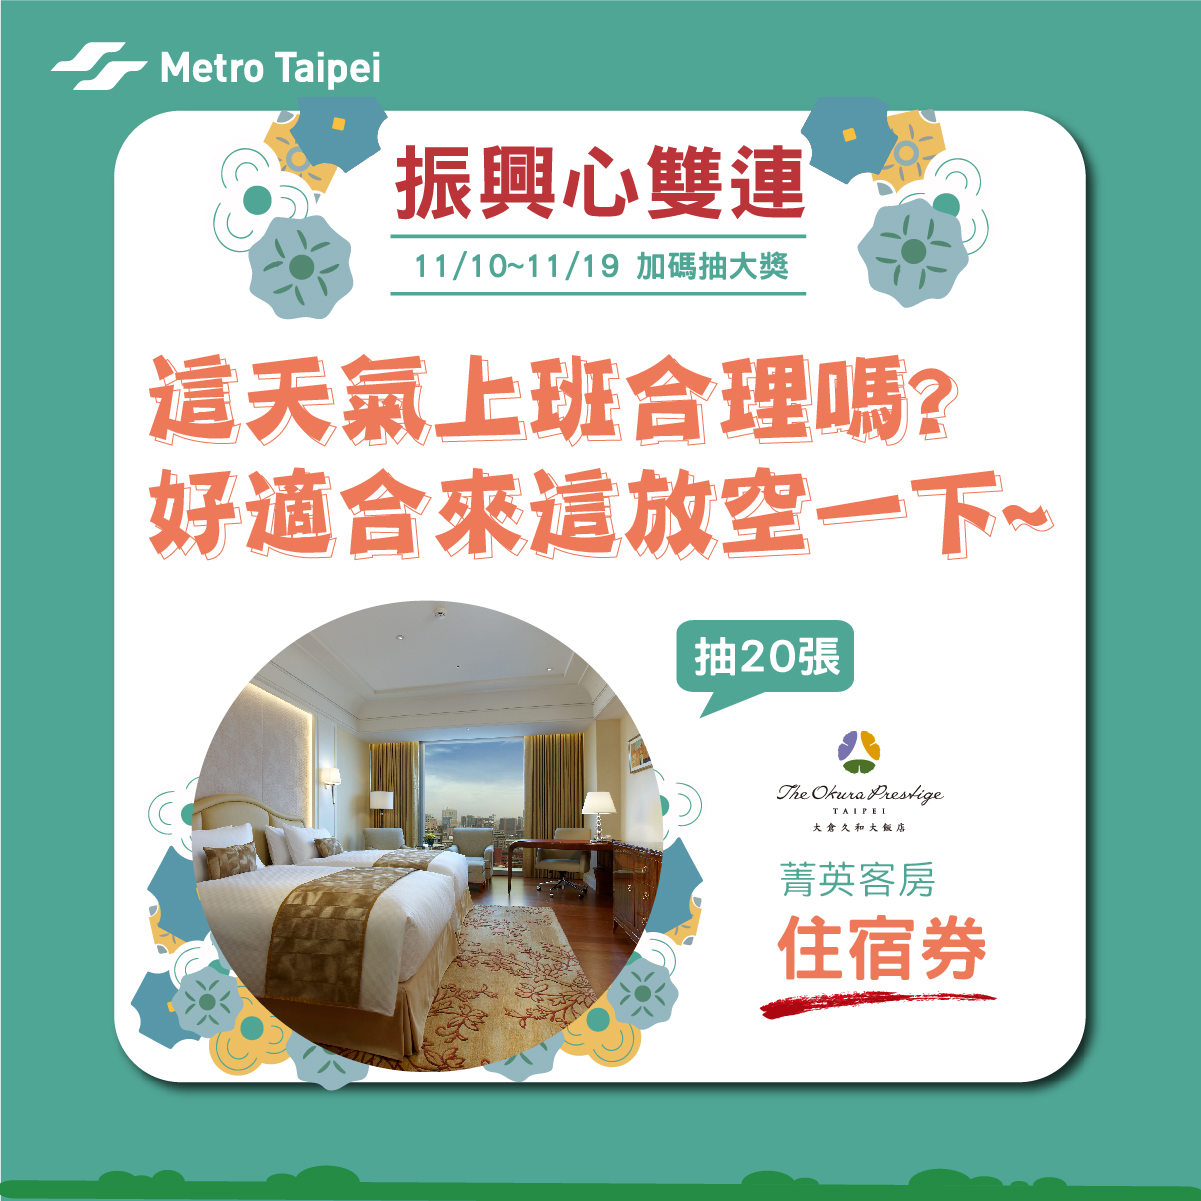 Metro Taipei
振興心雙連
11/10~11/19 加碼抽大獎
這天氣上班合理嗎?
好適合來這放空一下~
抽20張
The Okura Prestige
TAIPEI
大倉久和大飯店
菁英客房
住宿券